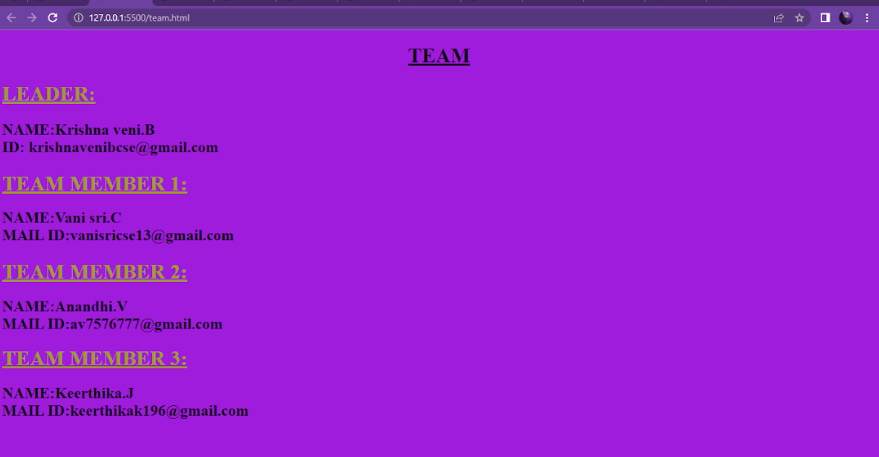 127.0.0.1:5500/team.html
TEAM
LEADER:
NAME:Krishna veni.B
ID: krishnavenibcse@gmail.com
TEAM MEMBER 1:
NAME:Vani sri.C
MAIL ID:vanisricse13@gmail.com
TEAM MEMBER 2:
NAME:Anandhi.V
MAIL ID:av7576777@gmail.com
TEAM MEMBER 3:
NAME:Keerthika.J
MAIL ID:keerthikak196@gmail.com